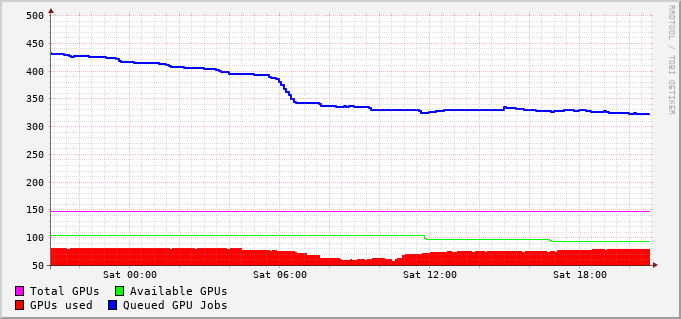 500
450
400
350
300
250
200
150
100
50
Sat 00:00 Sat 06:00 Sat 12:00 Sat 18:00
Total GPUs Available GPUs
GPUs used Queued GPU Jobs
RRDTOOL / TOBI OETIKER